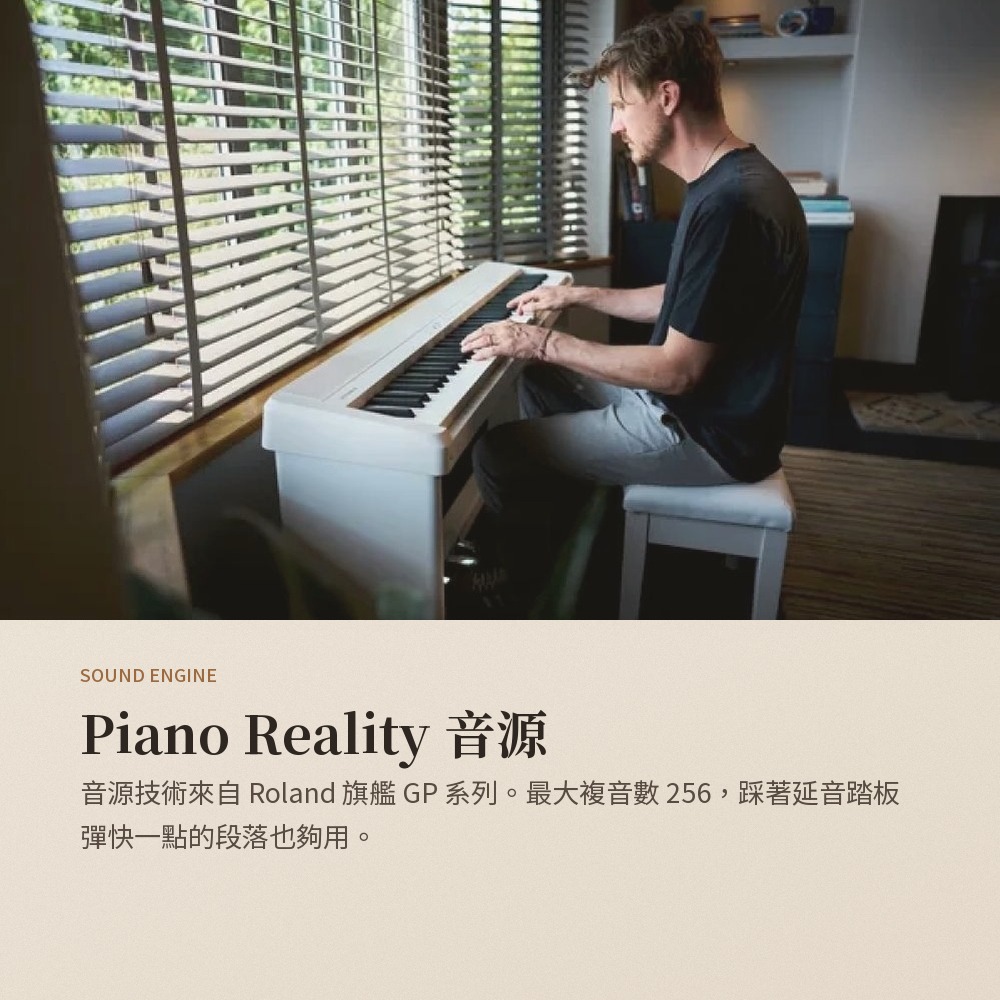 SOUND ENGINE
Piano Reality 音源
音源技術來自 Roland 旗艦 GP 系列。最大複音數 256，踩著延音踏板
彈快一點的段落也夠用。